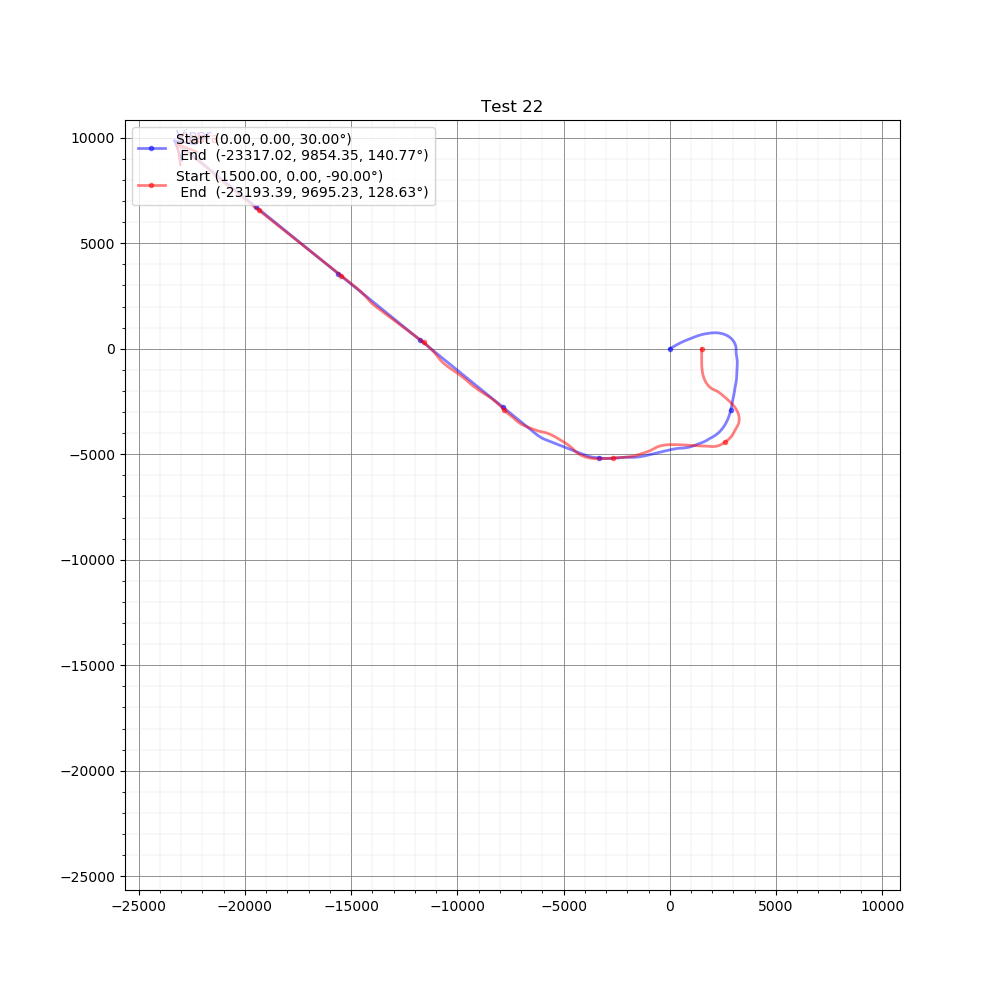 Test 22
Start (0.00, 0.00, 30.00°)
End (-23317.02, 9854.35, 140.77°)
Start (1500.00, 0.00, -90.00°)
End (-23193.39, 9695.23, 128.63°)
10000
5000
0
−5000
−10000
−15000
−20000
−25000
−25000 −20000 −15000 −10000 −5000 0 5000 10000